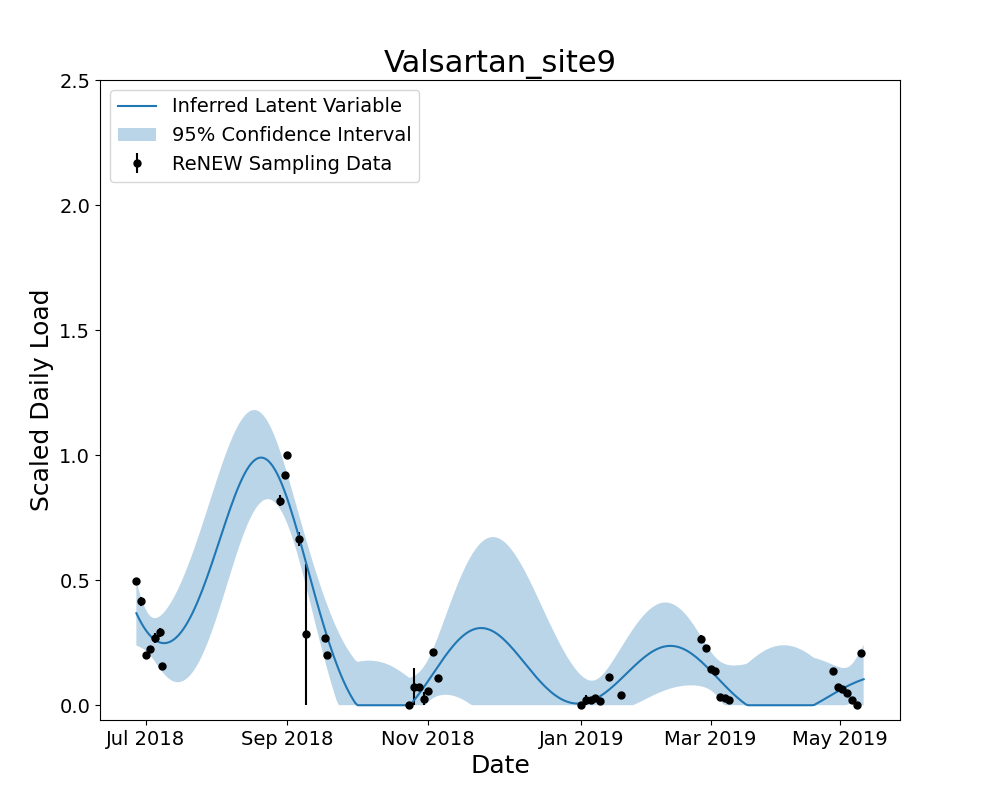 Valsartan_site9
2.5
Inferred Latent Variable
95% Confidence Interval
ReNEW Sampling Data
2.0
1.5
1.0
0.5
0.0
Scaled Daily Load
Jul 2018 Sep 2018 Nov 2018 Jan 2019 Mar 2019 May 2019
Date